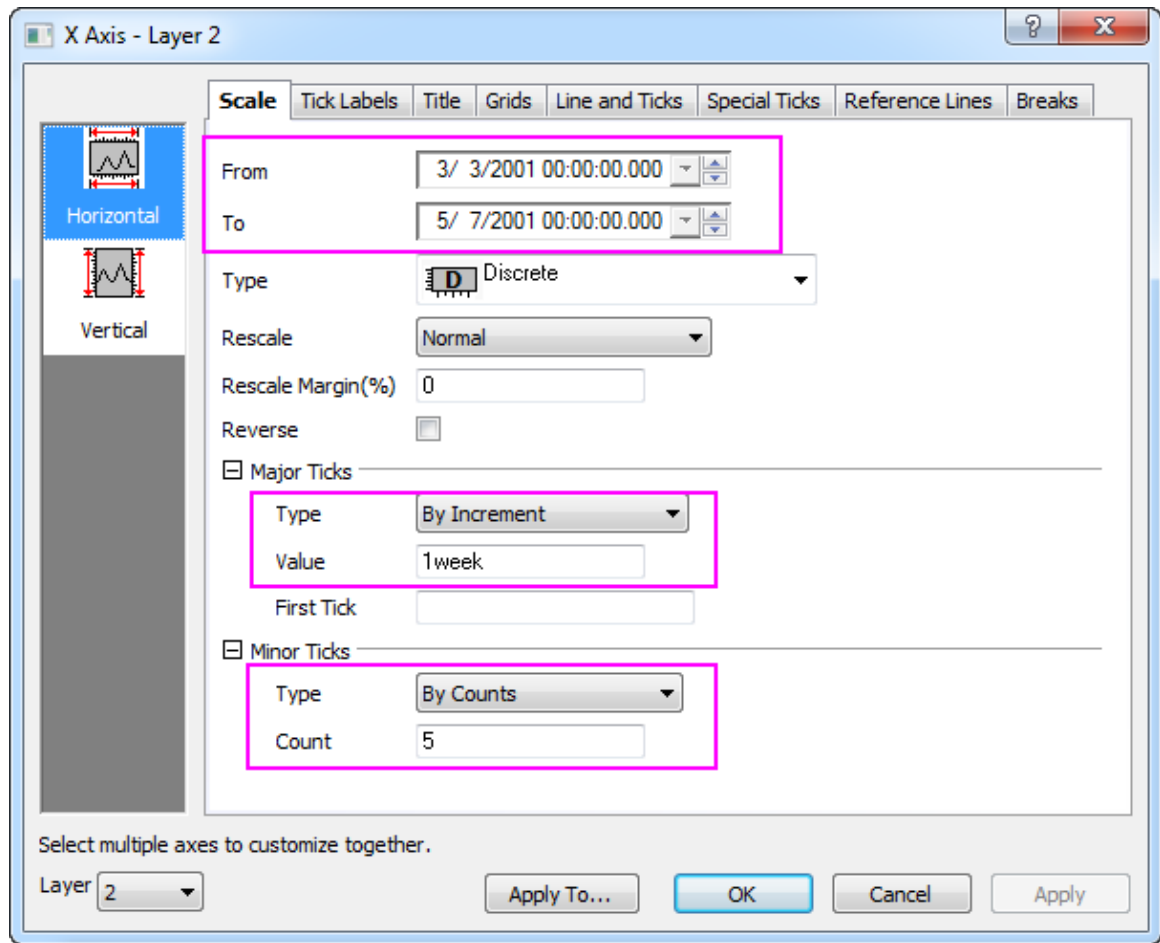 X Axis - Layer 2
Scale Tick Labels Title Grids Line and Ticks Special Ticks Reference Lines Breaks
Horizontal
Vertical
From 3/ 3/2001 00:00:00.000
To 5/ 7/2001 00:00:00.000
Type D Discrete
Rescale Normal
Rescale Margin(%) 0
Reverse
Major Ticks
Type By Increment
Value 1week
First Tick
Minor Ticks
Type By Counts
Count 5
Select multiple axes to customize together.
Layer 2 Apply To... OK Cancel Apply